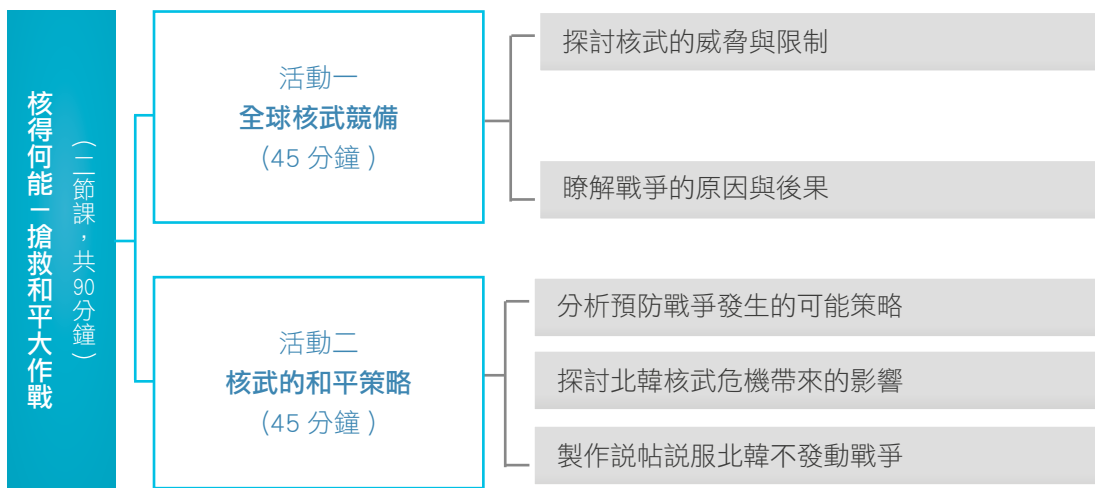 核得何能－搶救和平大作戰
（二節課，共90分鐘）
活動一
全球核武競備
（45 分鐘）
探討核武的威脅與限制
瞭解戰爭的原因與後果
活動二
核武的和平策略
（45 分鐘）
分析預防戰爭發生的可能策略
探討北韓核武危機帶來的影響
製作說帖說服北韓不發動戰爭